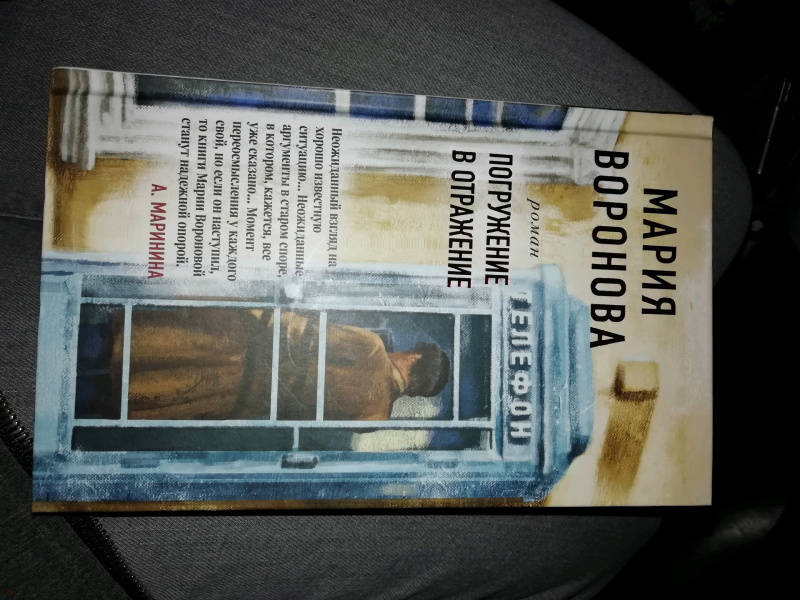 МАРИЯ
ВОРОНОВА
роман
ПОГРУЖЕНИЕ
В ОТРАЖЕНИЕ
Неожиданный взгляд на
хорошо известную
ситуацию... Неожиданные
аргументы в старом споре,
в котором, кажется, все
уже сказано... Момент
переосмысления у каждого
свой, но если он наступил,
то книги Марии Вороновой
станут надежной опорой.
А. МАРИНИНА
ТЕЛЕФОН